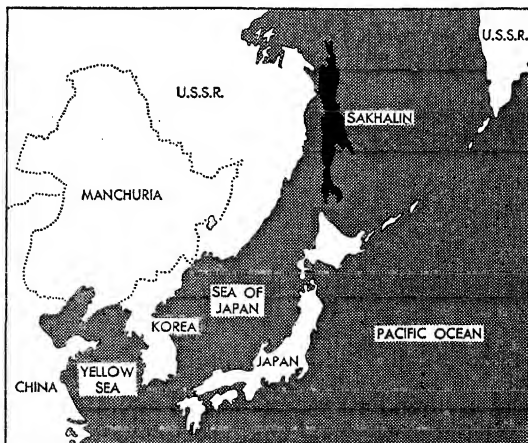 U.S.S.R.
U.S.S.R.
SAKHALIN
MANCHURIA
SEA OF
JAPAN
KOREA
PACIFIC OCEAN
JAPAN
YELLOW
SEA
CHINA